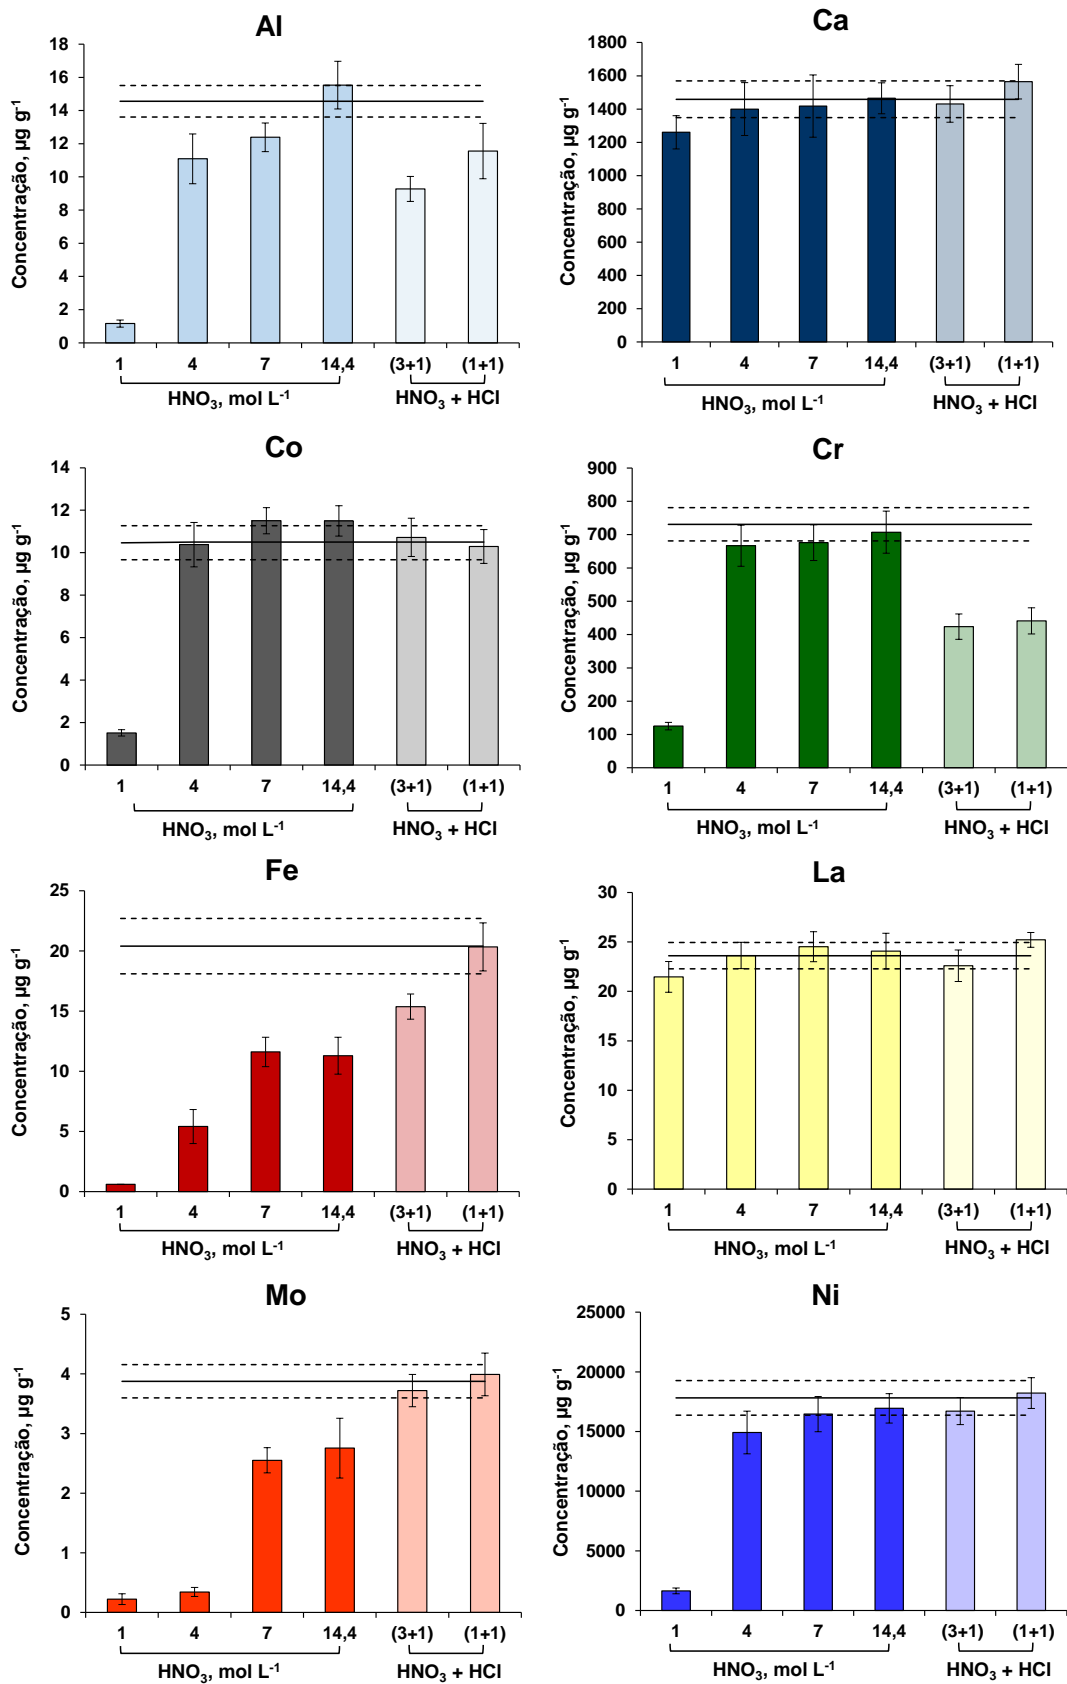 Al
Concentração, µg g⁻¹
18
16
14
12
10
8
6
4
2
0
1 4 7 14,4 (3+1) (1+1)
HNO₃, mol L⁻¹ HNO₃ + HCl
Ca
Concentração, µg g⁻¹
1800
1600
1400
1200
1000
800
600
400
200
0
1 4 7 14,4 (3+1) (1+1)
HNO₃, mol L⁻¹ HNO₃ + HCl
Co
Concentração, µg g⁻¹
14
12
10
8
6
4
2
0
1 4 7 14,4 (3+1) (1+1)
HNO₃, mol L⁻¹ HNO₃ + HCl
Cr
Concentração, µg g⁻¹
900
800
700
600
500
400
300
200
100
0
1 4 7 14,4 (3+1) (1+1)
HNO₃, mol L⁻¹ HNO₃ + HCl
Fe
Concentração, µg g⁻¹
25
20
15
10
5
0
1 4 7 14,4 (3+1) (1+1)
HNO₃, mol L⁻¹ HNO₃ + HCl
La
Concentração, µg g⁻¹
30
25
20
15
10
5
0
1 4 7 14,4 (3+1) (1+1)
HNO₃, mol L⁻¹ HNO₃ + HCl
Mo
Concentração, µg g⁻¹
5
4
3
2
1
0
1 4 7 14,4 (3+1) (1+1)
HNO₃, mol L⁻¹ HNO₃ + HCl
Ni
Concentração, µg g⁻¹
25000
20000
15000
10000
5000
0
1 4 7 14,4 (3+1) (1+1)
HNO₃, mol L⁻¹ HNO₃ + HCl